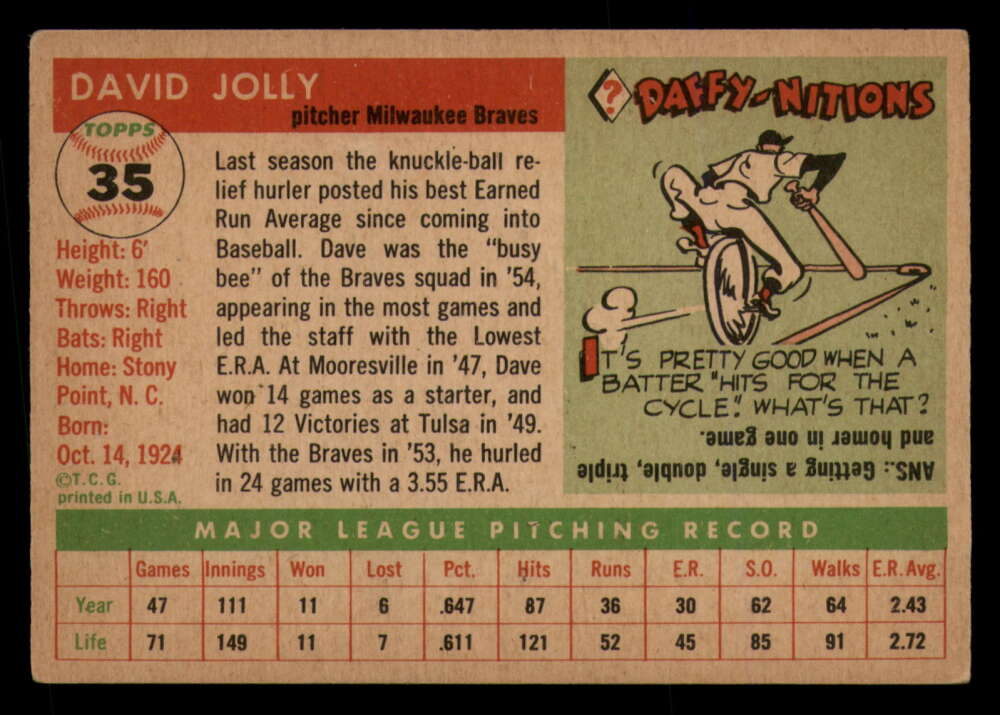 DAVID JOLLY
pitcher Milwaukee Braves
TOPPS
35
Height: 6'
Weight: 160
Throws: Right
Bats: Right
Home: Stony
Point, N. C.
Born:
Oct. 14, 1924
©T.C.G.
printed in U.S.A.
Last season the knuckle-ball re-
lief hurler posted his best Earned
Run Average since coming into
Baseball. Dave was the "busy
bee" of the Braves squad in '54,
appearing in the most games and
led the staff with the Lowest
E.R.A. At Mooresville in '47, Dave
won 14 games as a starter, and
had 12 Victories at Tulsa in '49.
With the Braves in '53, he hurled
in 24 games with a 3.55 E.R.A.
? DAFFY-NITIONS
IT'S PRETTY GOOD WHEN A
BATTER "HITS FOR THE
CYCLE". WHAT'S THAT?
ANS.: Getting a single, double, triple
and homer in one game.
MAJOR LEAGUE PITCHING RECORD
Games Innings Won Lost Pct. Hits Runs E.R. S.O. Walks E.R. Avg.
Year 47 111 11 6 .647 87 36 30 62 64 2.43
Life 71 149 11 7 .611 121 52 45 85 91 2.72